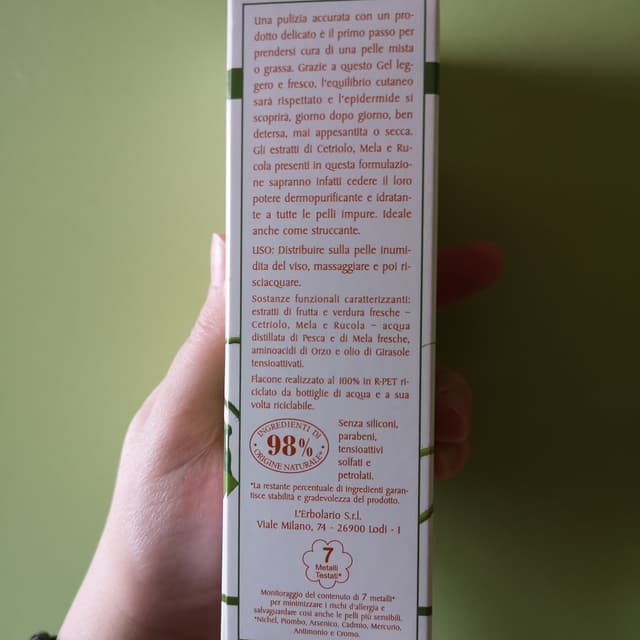 Una pulizia accurata con un pro-
dotto delicato è il primo passo per
prendersi cura di una pelle mista
o grassa. Grazie a questo Gel leg-
gero e fresco, l'equilibrio cutaneo
sarà rispettato e l'epidermide si
scoprirà, giorno dopo giorno, ben
detersa, mai appesantita o secca.
Gli estratti di Cetriolo, Mela e Ru-
cola presenti in questa formulazio-
ne sapranno infatti cedere il loro
potere dermopurificante e idratan-
te a tutte le pelli impure. Ideale
anche come struccante.
USO: Distribuire sulla pelle inumi-
dita del viso, massaggiare e poi ri-
sciacquare.
Sostanze funzionali caratterizzanti:
estratti di frutta e verdura fresche –
Cetriolo, Mela e Rucola – acqua
distillata di Pesca e di Mela fresche,
aminoacidi di Orzo e olio di Girasole
tensioattivati.
Flacone realizzato al 100% in R-PET ri-
ciclato da bottiglie di acqua e a sua
volta riciclabile.
INGREDIENTI DI
98%
ORIGINE NATURALE*
Senza siliconi,
parabeni,
tensioattivi
solfati e
petrolati.
*La restante percentuale di ingredienti garan-
tisce stabilità e gradevolezza del prodotto.
L'Erbolario S.r.l.
Viale Milano, 74 - 26900 Lodi - I
7
Metalli
Testati*
Monitoraggio del contenuto di 7 metalli*
per minimizzare i rischi d'allergia e
salvaguardare così anche le pelli più sensibili.
*Nichel, Piombo, Arsenico, Cadmio, Mercurio,
Antimonio e Cromo.